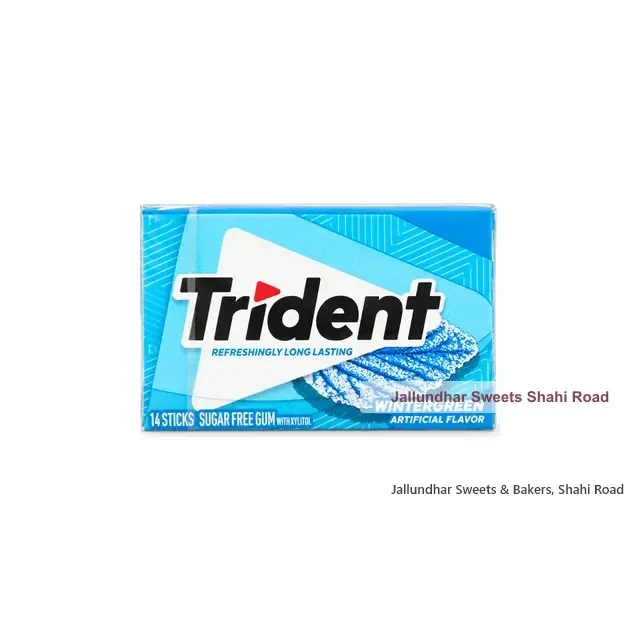 Trident
REFRESHINGLY LONG LASTING
Jallundhar Sweets Shahi Road
WINTERGREEN
14 STICKS SUGAR FREE GUM WITH XYLITOL
ARTIFICIAL FLAVOR
Jallundhar Sweets & Bakers, Shahi Road